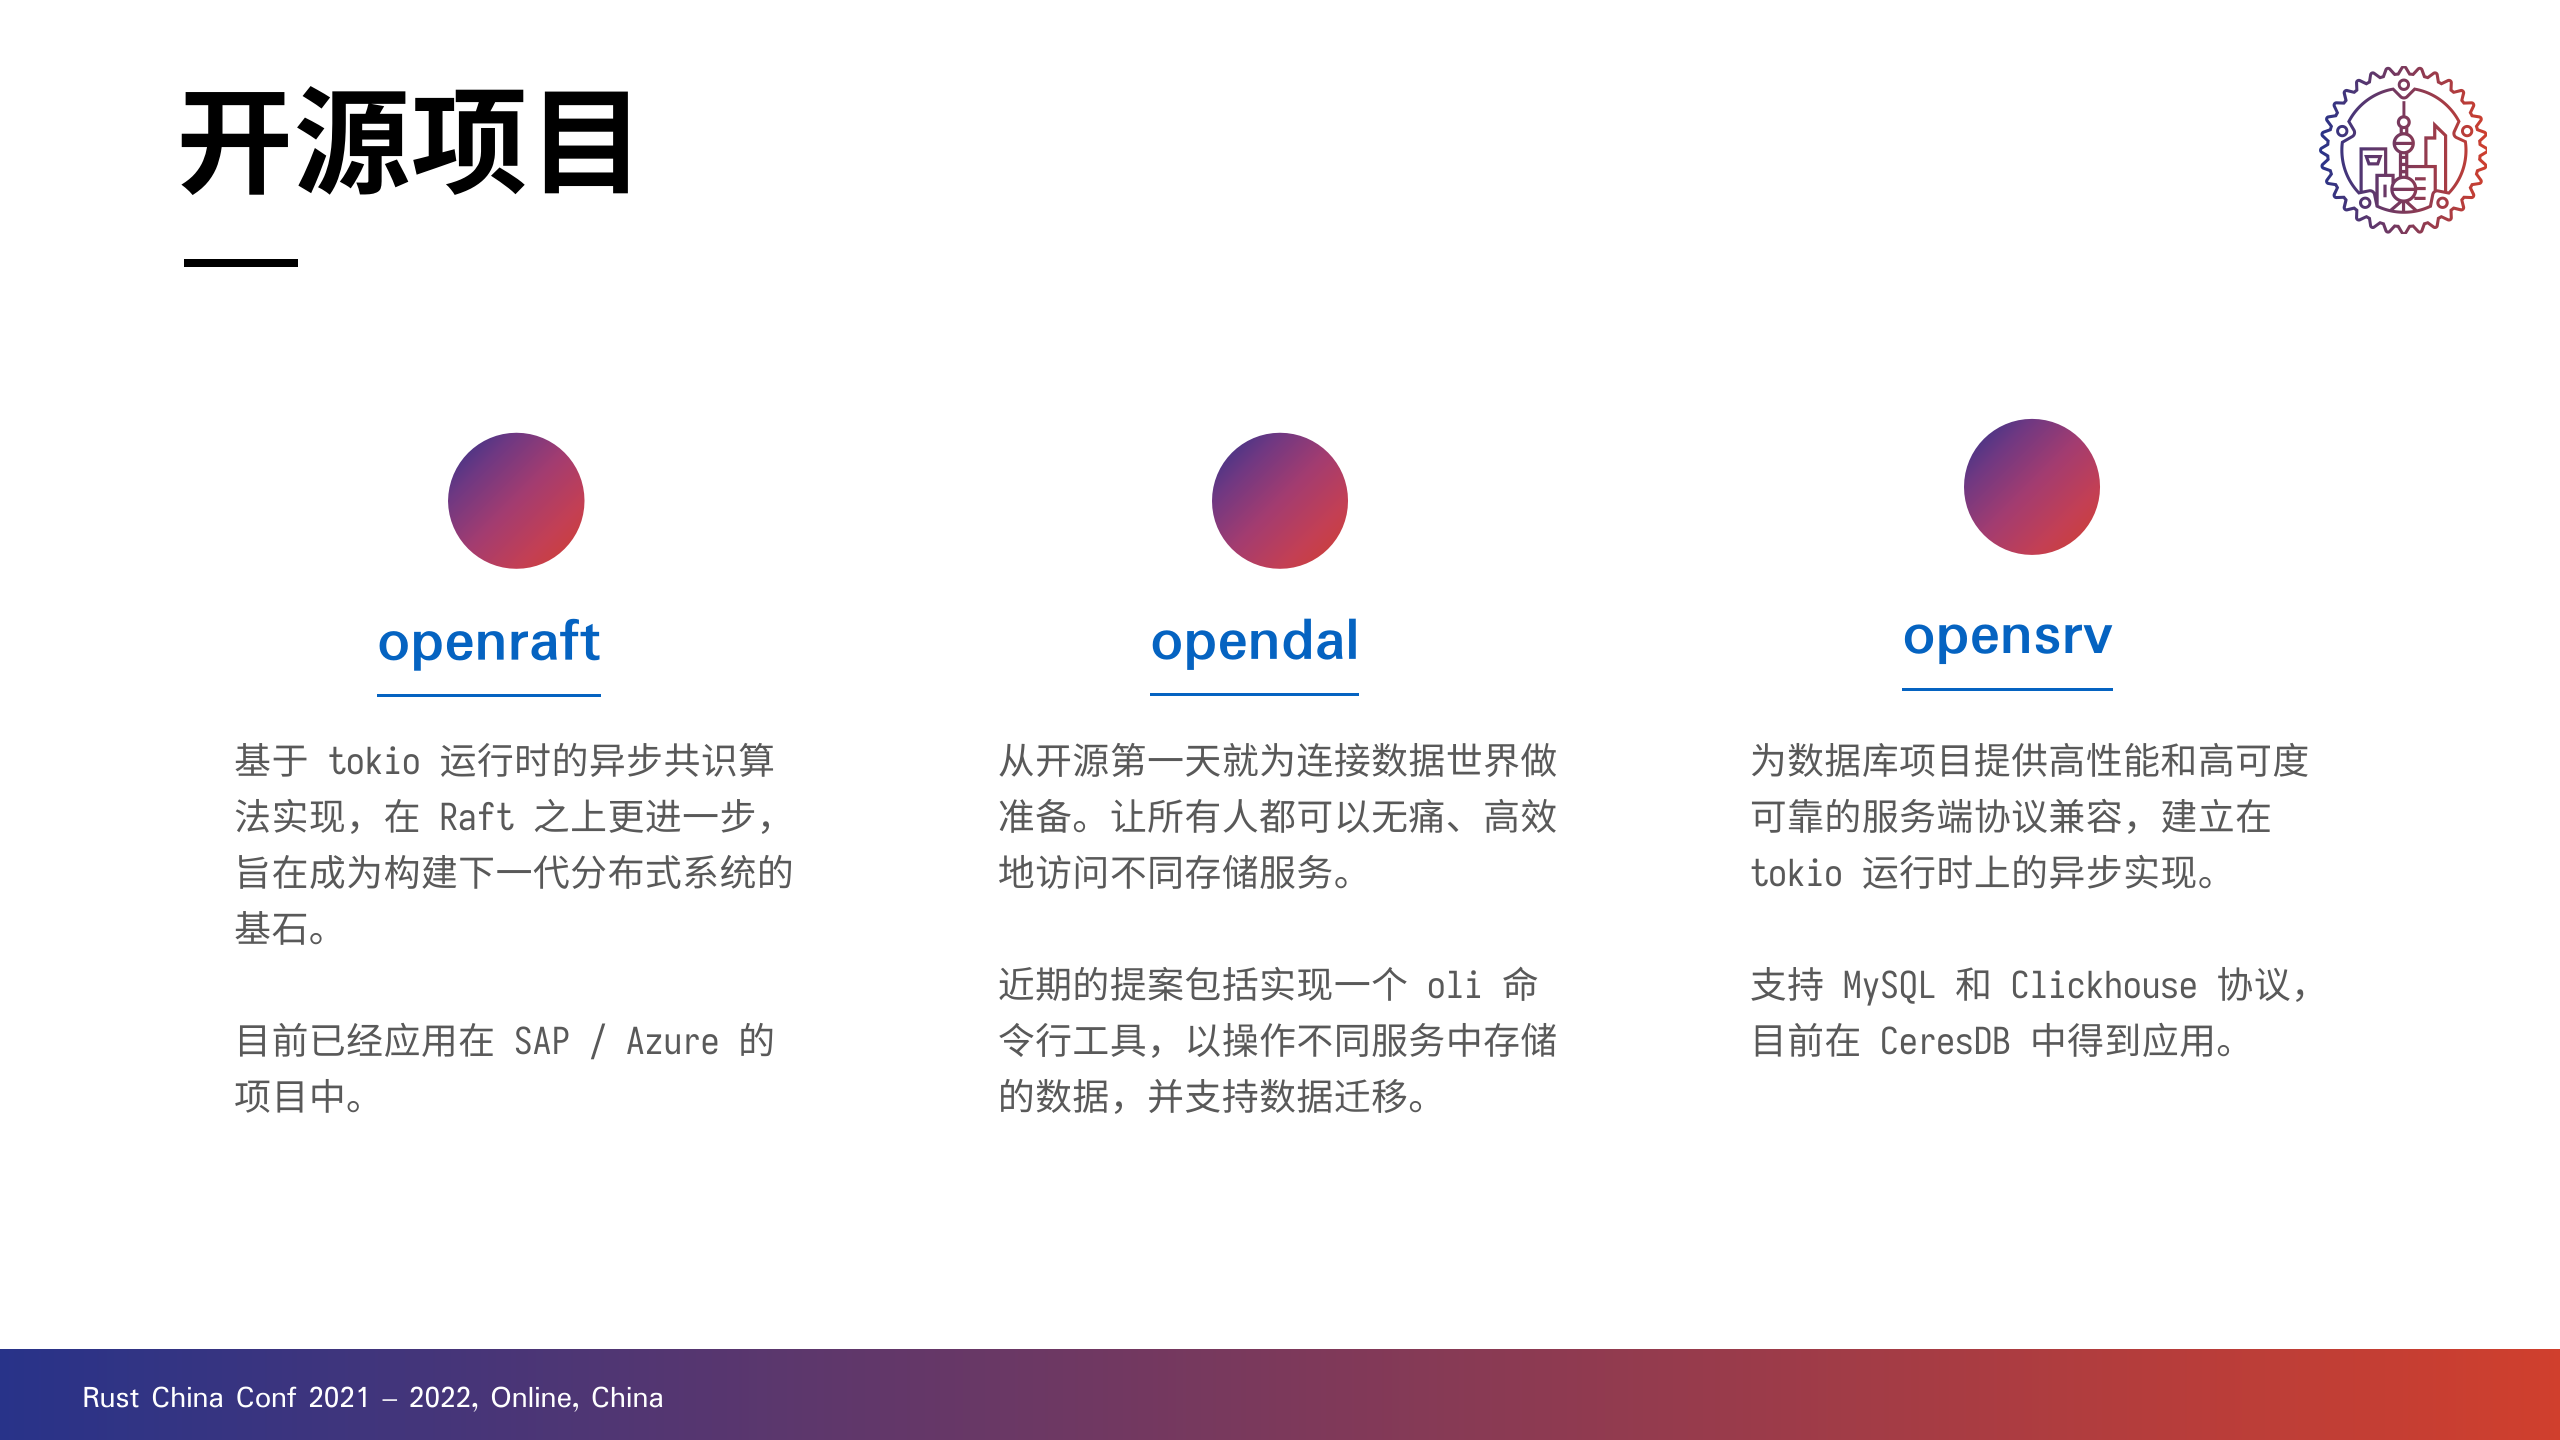 开源项目
openraft
基于 tokio 运行时的异步共识算
法实现，在 Raft 之上更进一步，
旨在成为构建下一代分布式系统的
基石。
目前已经应用在 SAP / Azure 的
项目中。
opendal
从开源第一天就为连接数据世界做
准备。让所有人都可以无痛、高效
地访问不同存储服务。
近期的提案包括实现一个 oli 命
令行工具，以操作不同服务中存储
的数据，并支持数据迁移。
opensrv
为数据库项目提供高性能和高可度
可靠的服务端协议兼容，建立在
tokio 运行时上的异步实现。
支持 MySQL 和 Clickhouse 协议，
目前在 CeresDB 中得到应用。
Rust China Conf 2021 – 2022, Online, China